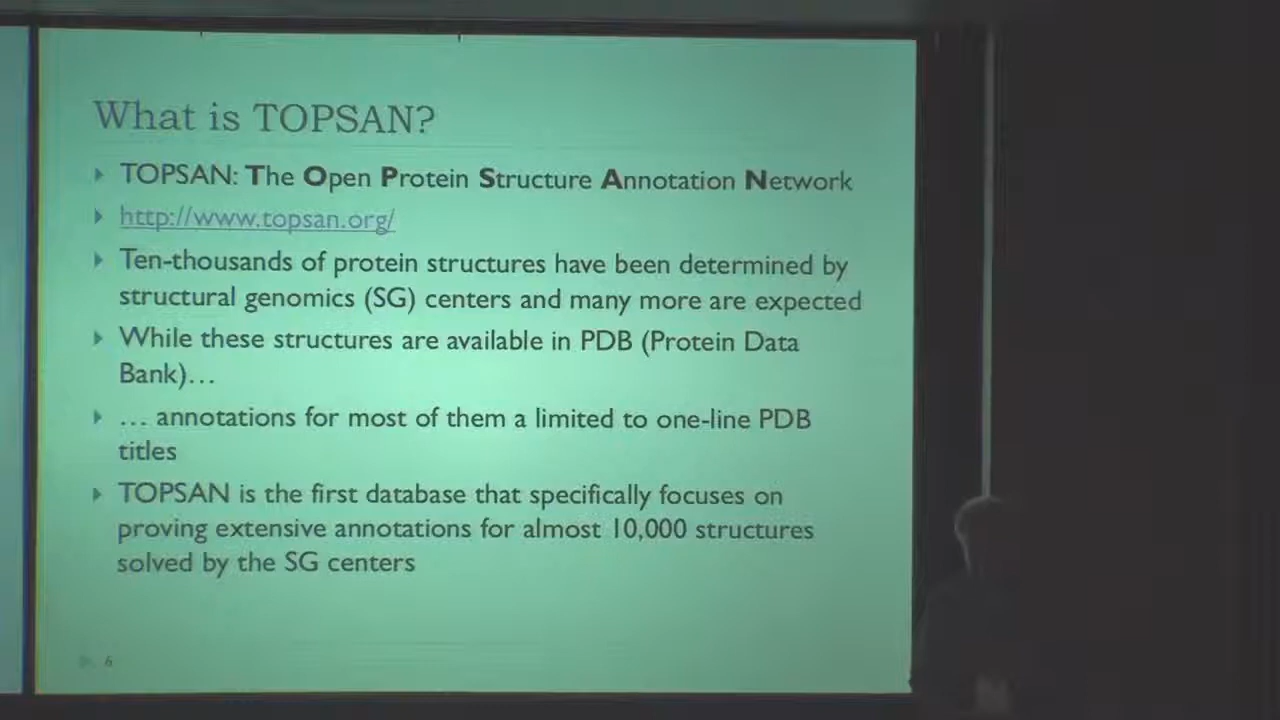 What is TOPSAN?
TOPSAN: The Open Protein Structure Annotation Network
http://www.topsan.org/
Ten-thousands of protein structures have been determined by
structural genomics (SG) centers and many more are expected
While these structures are available in PDB (Protein Data
Bank)...
... annotations for most of them a limited to one-line PDB
titles
TOPSAN is the first database that specifically focuses on
proving extensive annotations for almost 10,000 structures
solved by the SG centers
6